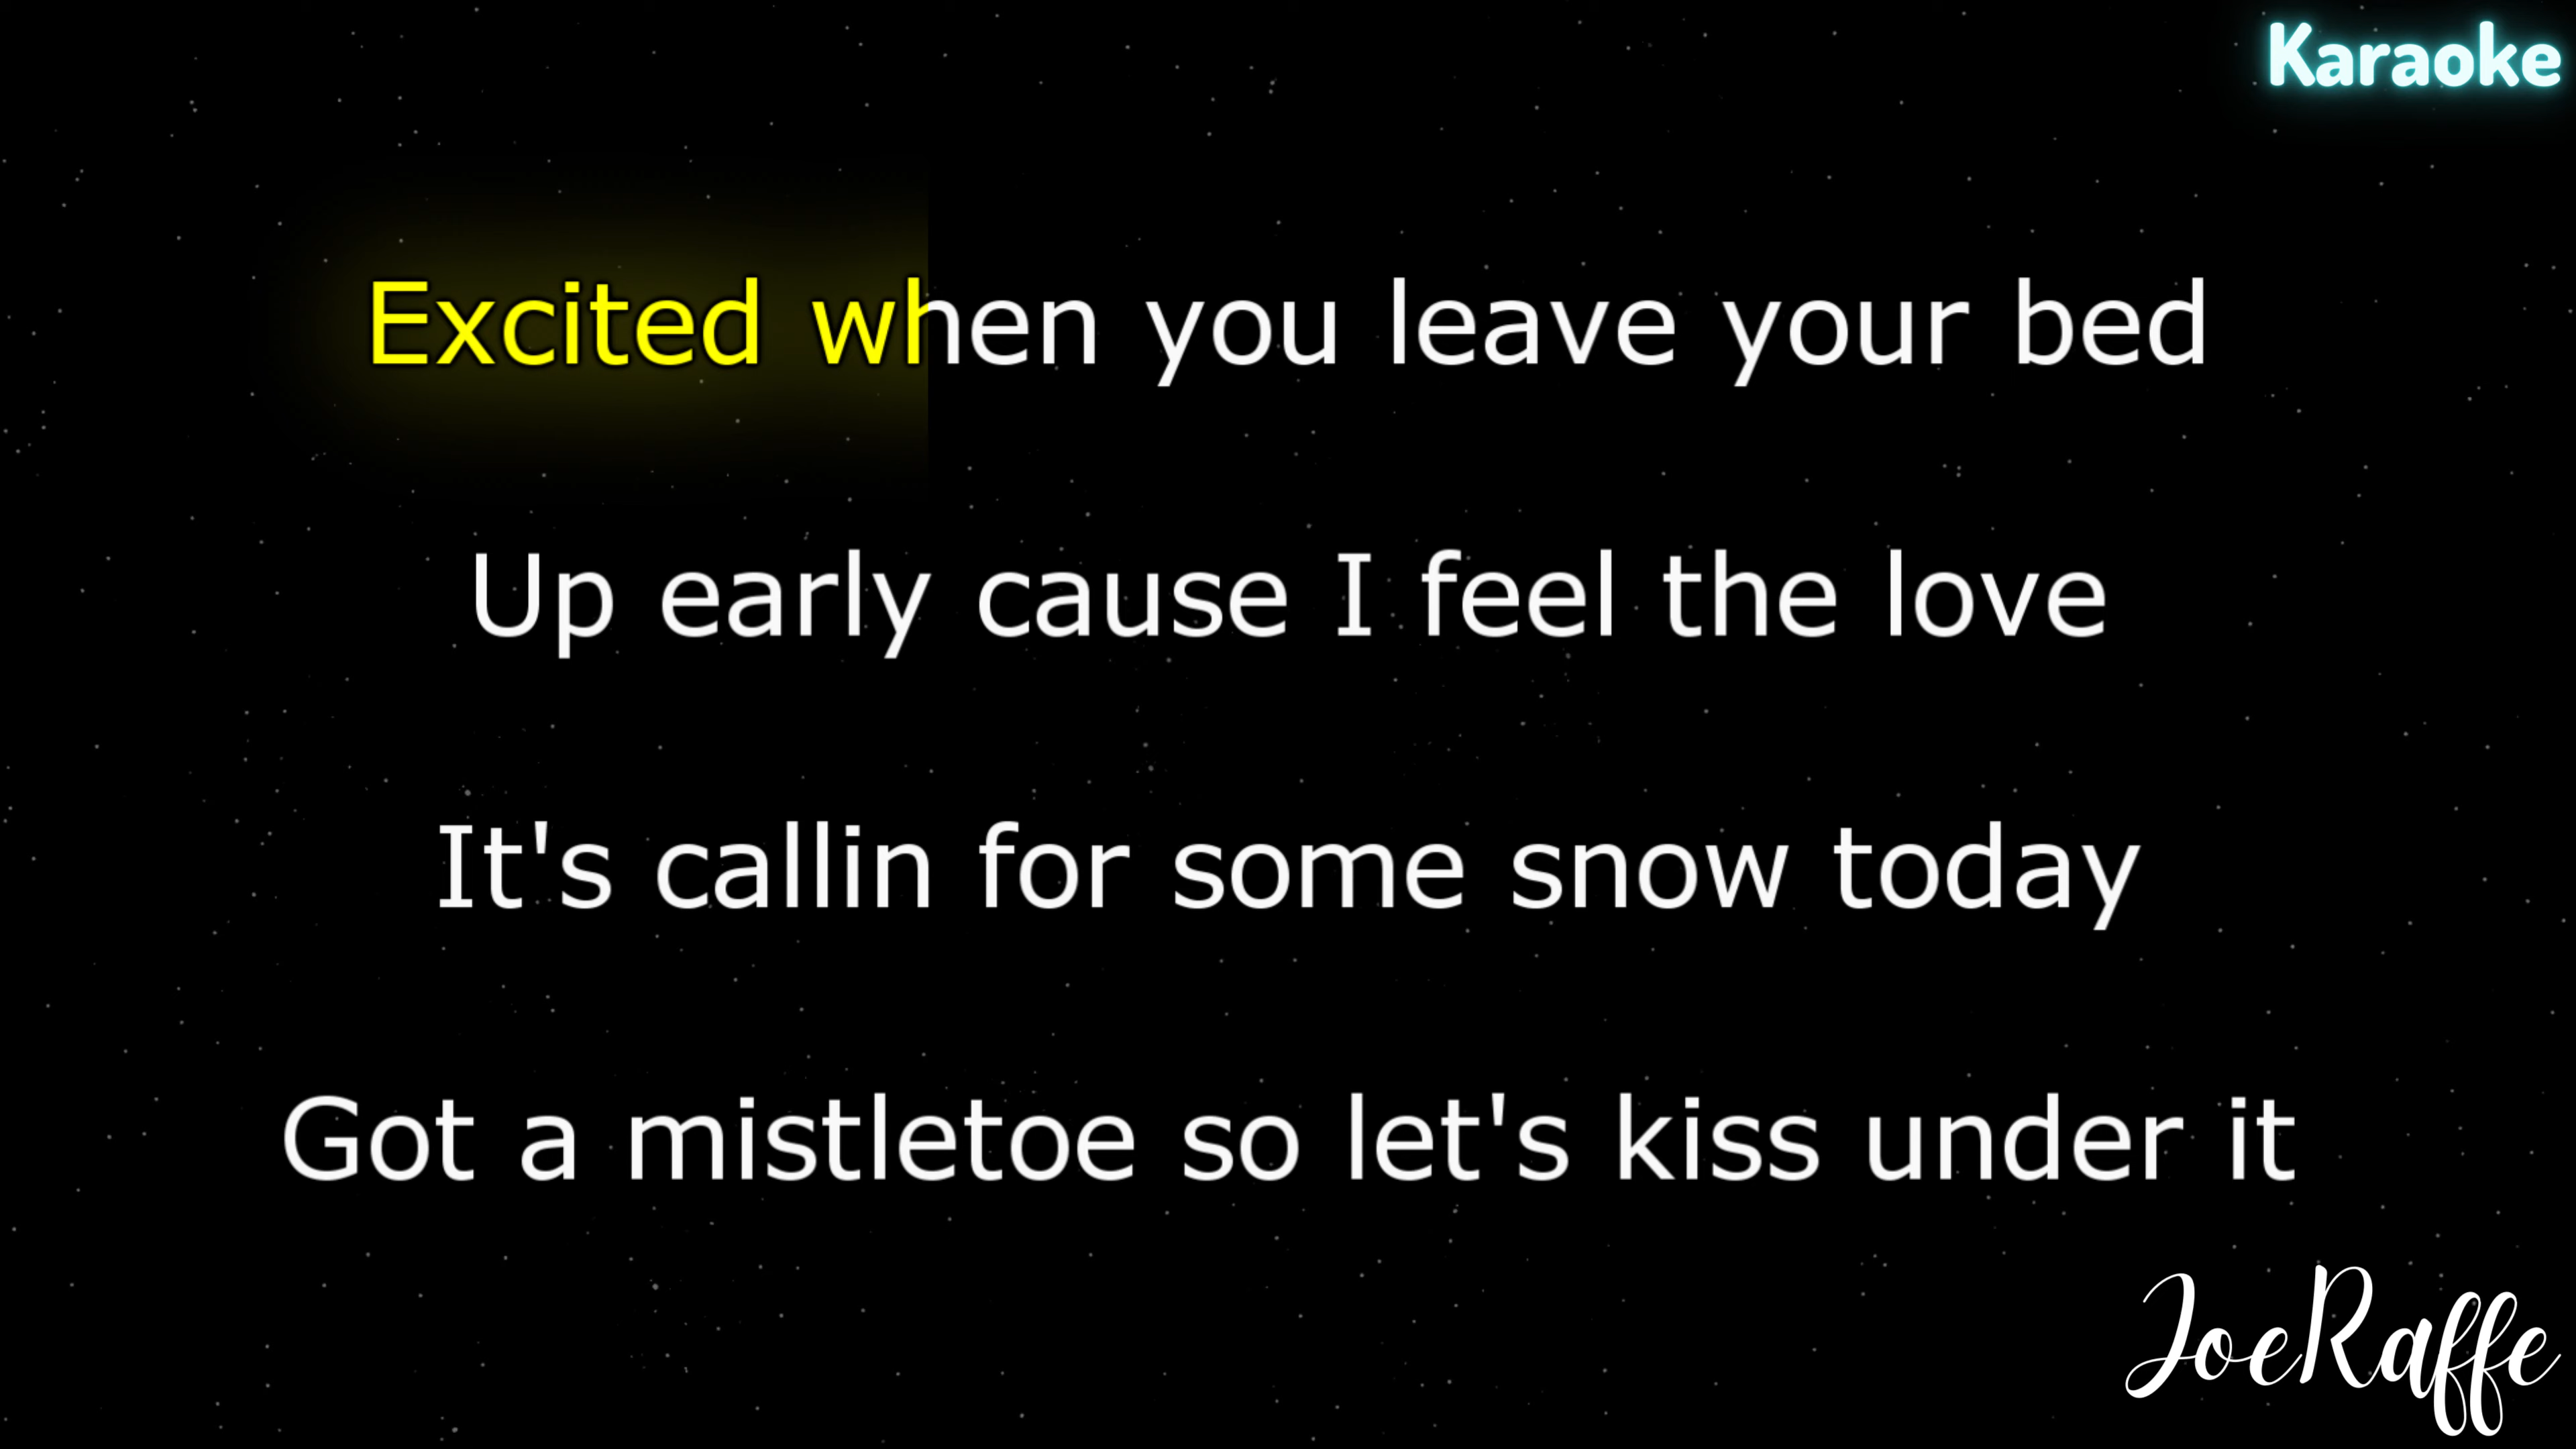 Karaoke
Excited when you leave your bed
Up early cause I feel the love
It's callin for some snow today
Got a mistletoe so let's kiss under it
JoeRaffe